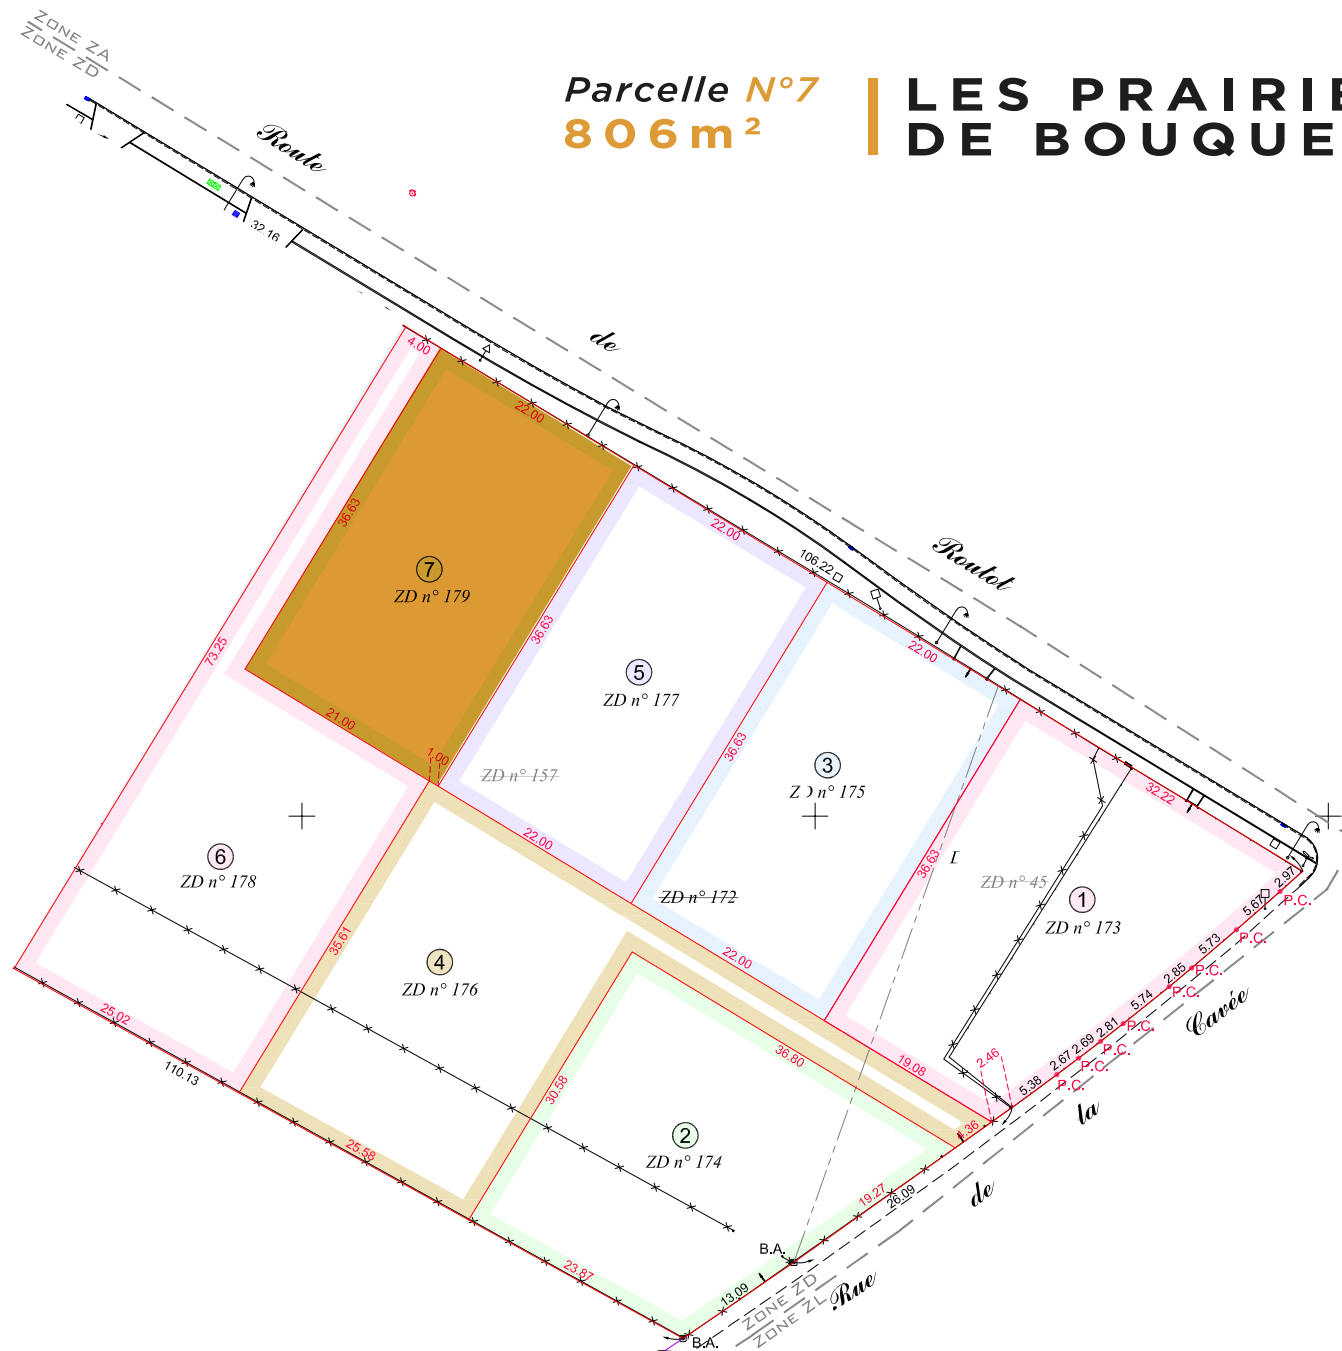 ZONE ZA
ZONE ZD
Parcelle N°7
806m²
LES PRAIRIE
DE BOUQUE
Route
de
Routot
32.16
4.00
22.00
36.63
7
ZD n° 179
73.25
21.00
1.00
22.00
106.22
36.63
5
ZD n° 177
ZD n° 157
22.00
22.00
36.63
3
ZD n° 175
ZD n° 172
22.00
36.63
32.22
ZD n° 45
1
ZD n° 173
2.97
5.67
P.C.
5.73
P.C.
2.85
P.C.
5.74
P.C.
2.81
P.C.
2.69
P.C.
2.67
P.C.
5.38
2.46
19.08
6
ZD n° 178
35.61
25.02
110.13
4
ZD n° 176
25.58
36.80
30.58
2
ZD n° 174
4.36
19.27
26.09
13.09
23.87
B.A.
B.A.
ZONE ZD
ZONE ZL
Rue
de
la
Cavée